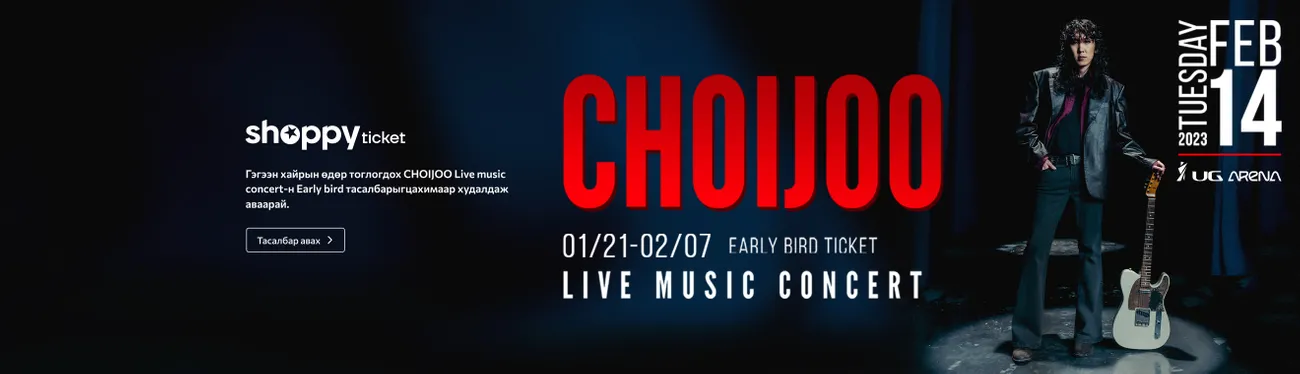 shoppy ticket
Гэгээн хайрын өдөр тоглогдох CHOIJOO Live music
concert-н Early bird тасалбарыгцахимаар худалдаж
аваарай.
Тасалбар авах
CHOIJOO
01/21-02/07 EARLY BIRD TICKET
LIVE MUSIC CONCERT
TUESDAY
2023
FEB
14
UG ARENA